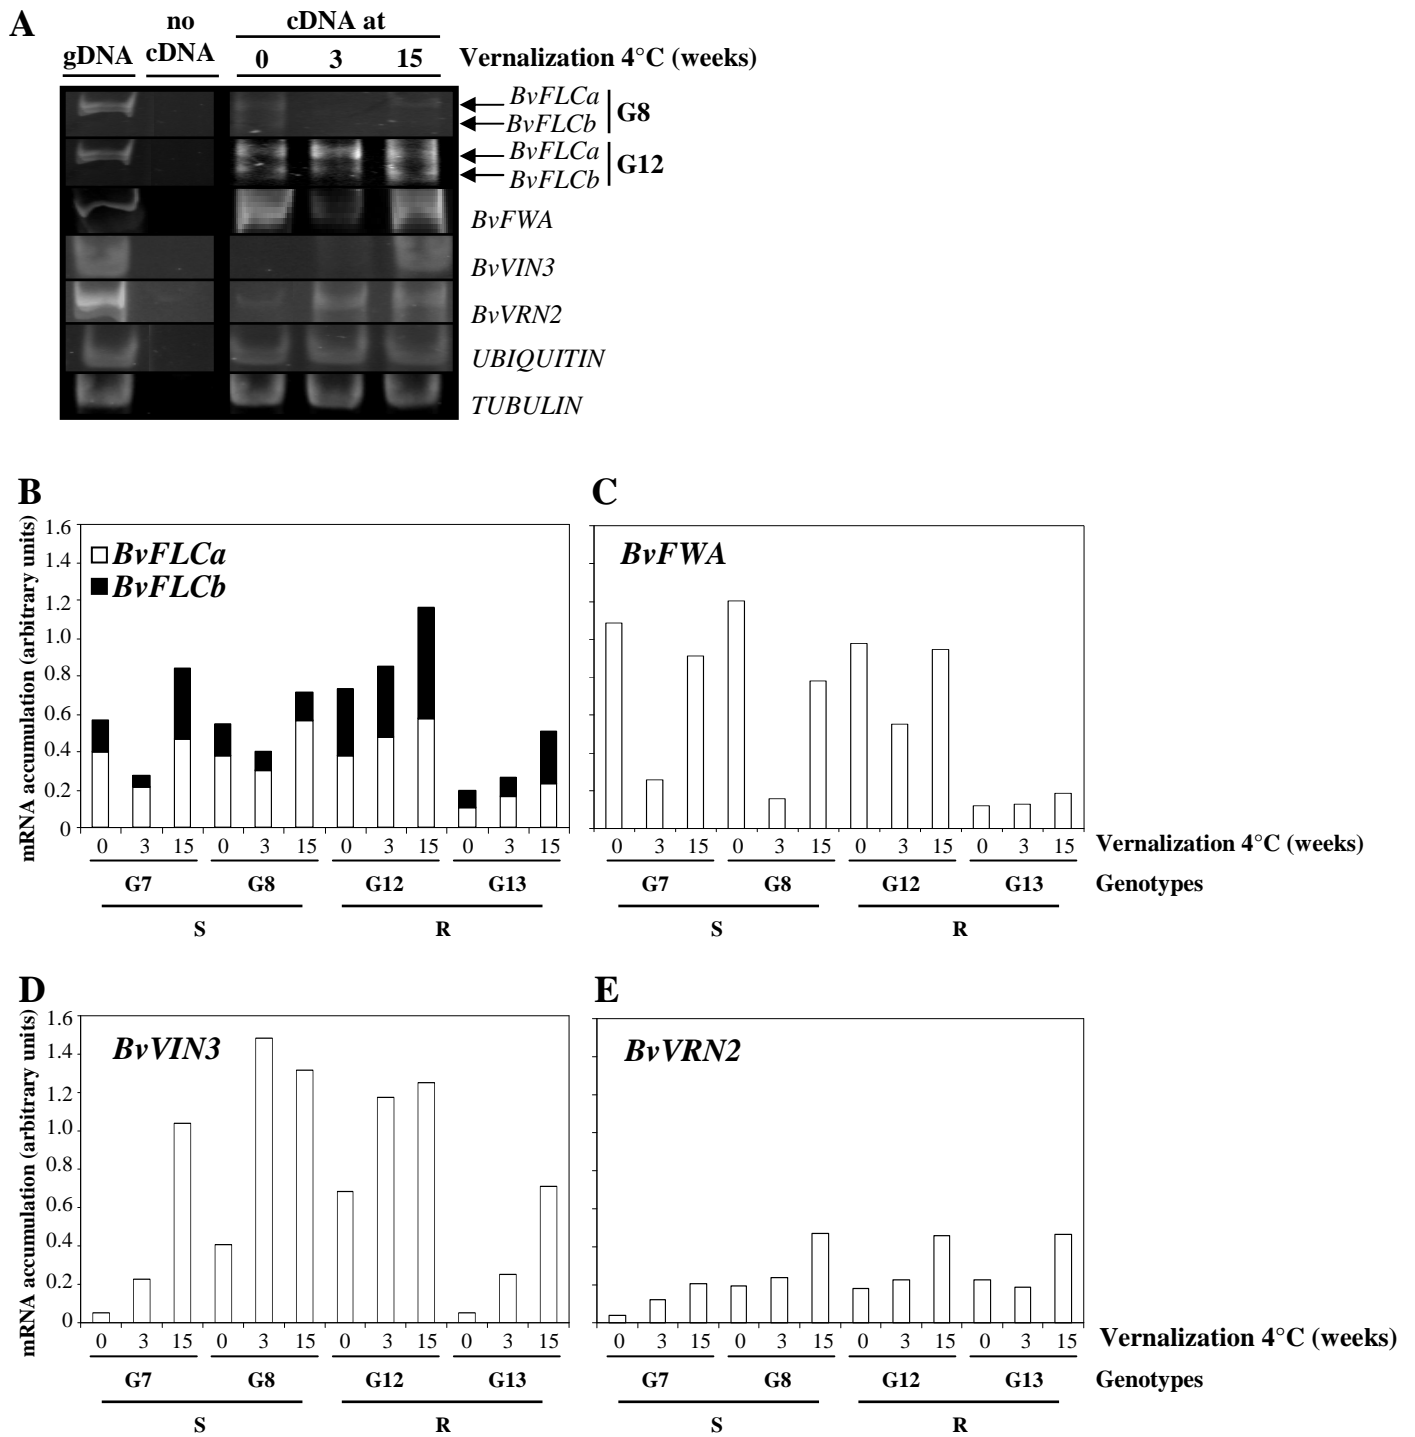 A
no
cDNA at
gDNA cDNA 0 3 15 Vernalization 4°C (weeks)
BvFLCa
BvFLCb
G8
BvFLCa
BvFLCb
G12
BvFWA
BvVIN3
BvVRN2
UBIQUITIN
TUBULIN
B
mRNA accumulation (arbitrary units)
1.6
1.4
1.2
1.0
0.8
0.6
0.4
0.2
0
BvFLCa
BvFLCb
0 3 15 0 3 15 0 3 15 0 3 15
G7 G8 G12 G13
S R
C
BvFWA
0 3 15 0 3 15 0 3 15 0 3 15 Vernalization 4°C (weeks)
G7 G8 G12 G13 Genotypes
S R
D
mRNA accumulation (arbitrary units)
1.6
1.4
1.2
1.0
0.8
0.6
0.4
0.2
0
BvVIN3
0 3 15 0 3 15 0 3 15 0 3 15
G7 G8 G12 G13
S R
E
BvVRN2
0 3 15 0 3 15 0 3 15 0 3 15 Vernalization 4°C (weeks)
G7 G8 G12 G13 Genotypes
S R